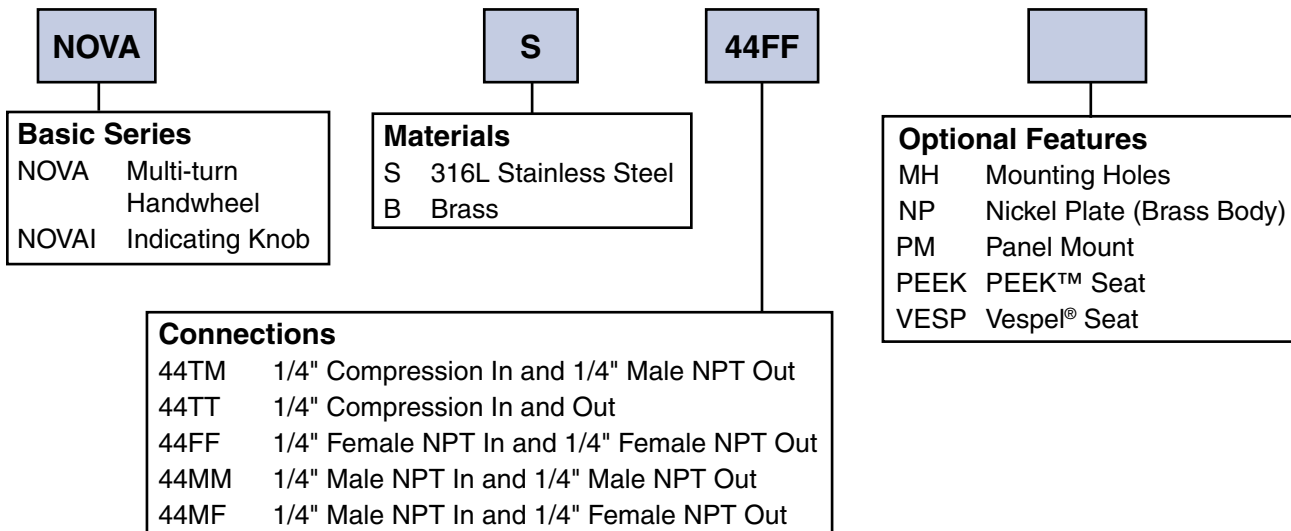 NOVA
S
44FF
Basic Series
NOVA Multi-turn
Handwheel
NOVAI Indicating Knob
Materials
S 316L Stainless Steel
B Brass
Optional Features
MH Mounting Holes
NP Nickel Plate (Brass Body)
PM Panel Mount
PEEK PEEK™ Seat
VESP Vespel® Seat
Connections
44TM 1/4" Compression In and 1/4" Male NPT Out
44TT 1/4" Compression In and Out
44FF 1/4" Female NPT In and 1/4" Female NPT Out
44MM 1/4" Male NPT In and 1/4" Male NPT Out
44MF 1/4" Male NPT In and 1/4" Female NPT Out